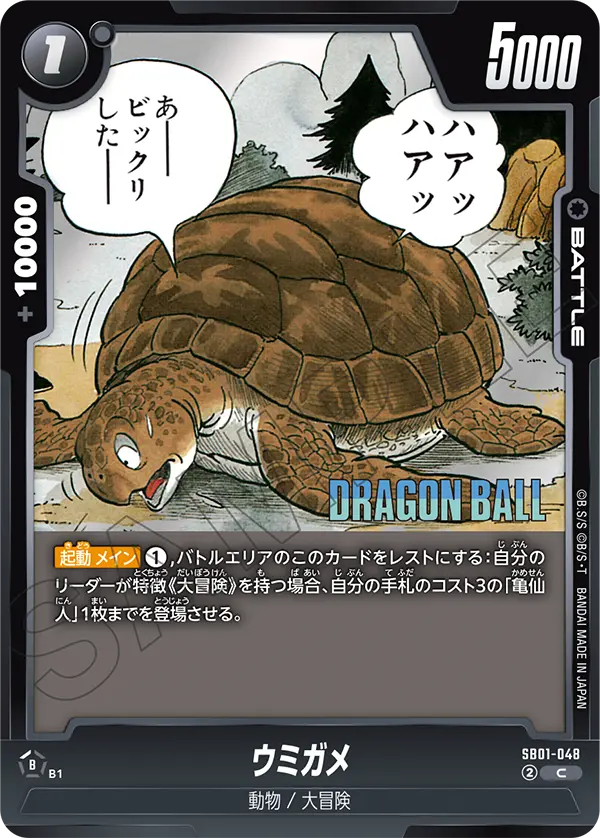 1
5000
+10000
BATTLE
あー
ビックリ
したー
ハアッ
ハアッ
DRAGON BALL
起動メイン ①,バトルエリアのこのカードをレストにする:自分の
リーダーが特徴《大冒険》を持つ場合、自分の手札のコスト3の「亀仙
人」1枚までを登場させる。
©B.S/S ©B/S・T BANDAI MADE IN JAPAN
SAMPLE
B B1
ウミガメ
SB01-048
② C
動物 / 大冒険